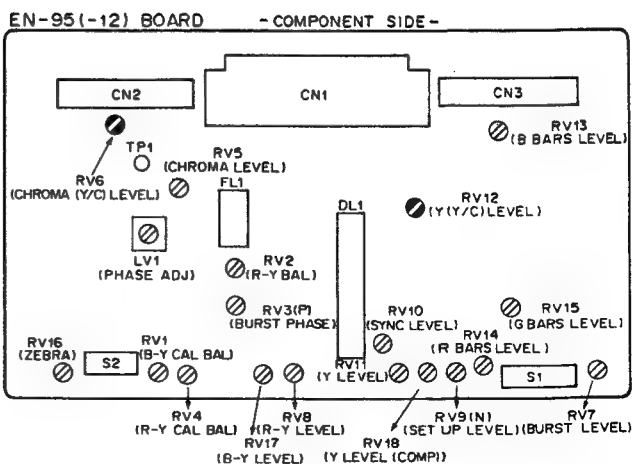 EN-95(-12) BOARD -COMPONENT SIDE-
CN2
CN1
CN3
RV13
(B BARS LEVEL)
TP1
RV5
(CHROMA LEVEL)
RV6
(CHROMA (Y/C) LEVEL)
FL1
DL1
RV12
(Y(Y/C) LEVEL)
LV1
(PHASE ADJ)
RV2
(R-Y BAL)
RV3(P)
(BURST PHASE)
RV10
(SYNC LEVEL)
RV15
(G BARS LEVEL)
RV14
(R BARS LEVEL)
RV16
(ZEBRA)
S2
RV1
(B-Y CAL BAL)
RV11
(Y LEVEL)
S1
RV4
(R-Y CAL BAL)
RV17
(B-Y LEVEL)
RV8
(R-Y LEVEL)
RV18
(Y LEVEL (COMP))
RV9(N)
(SET UP LEVEL)
RV7
(BURST LEVEL)